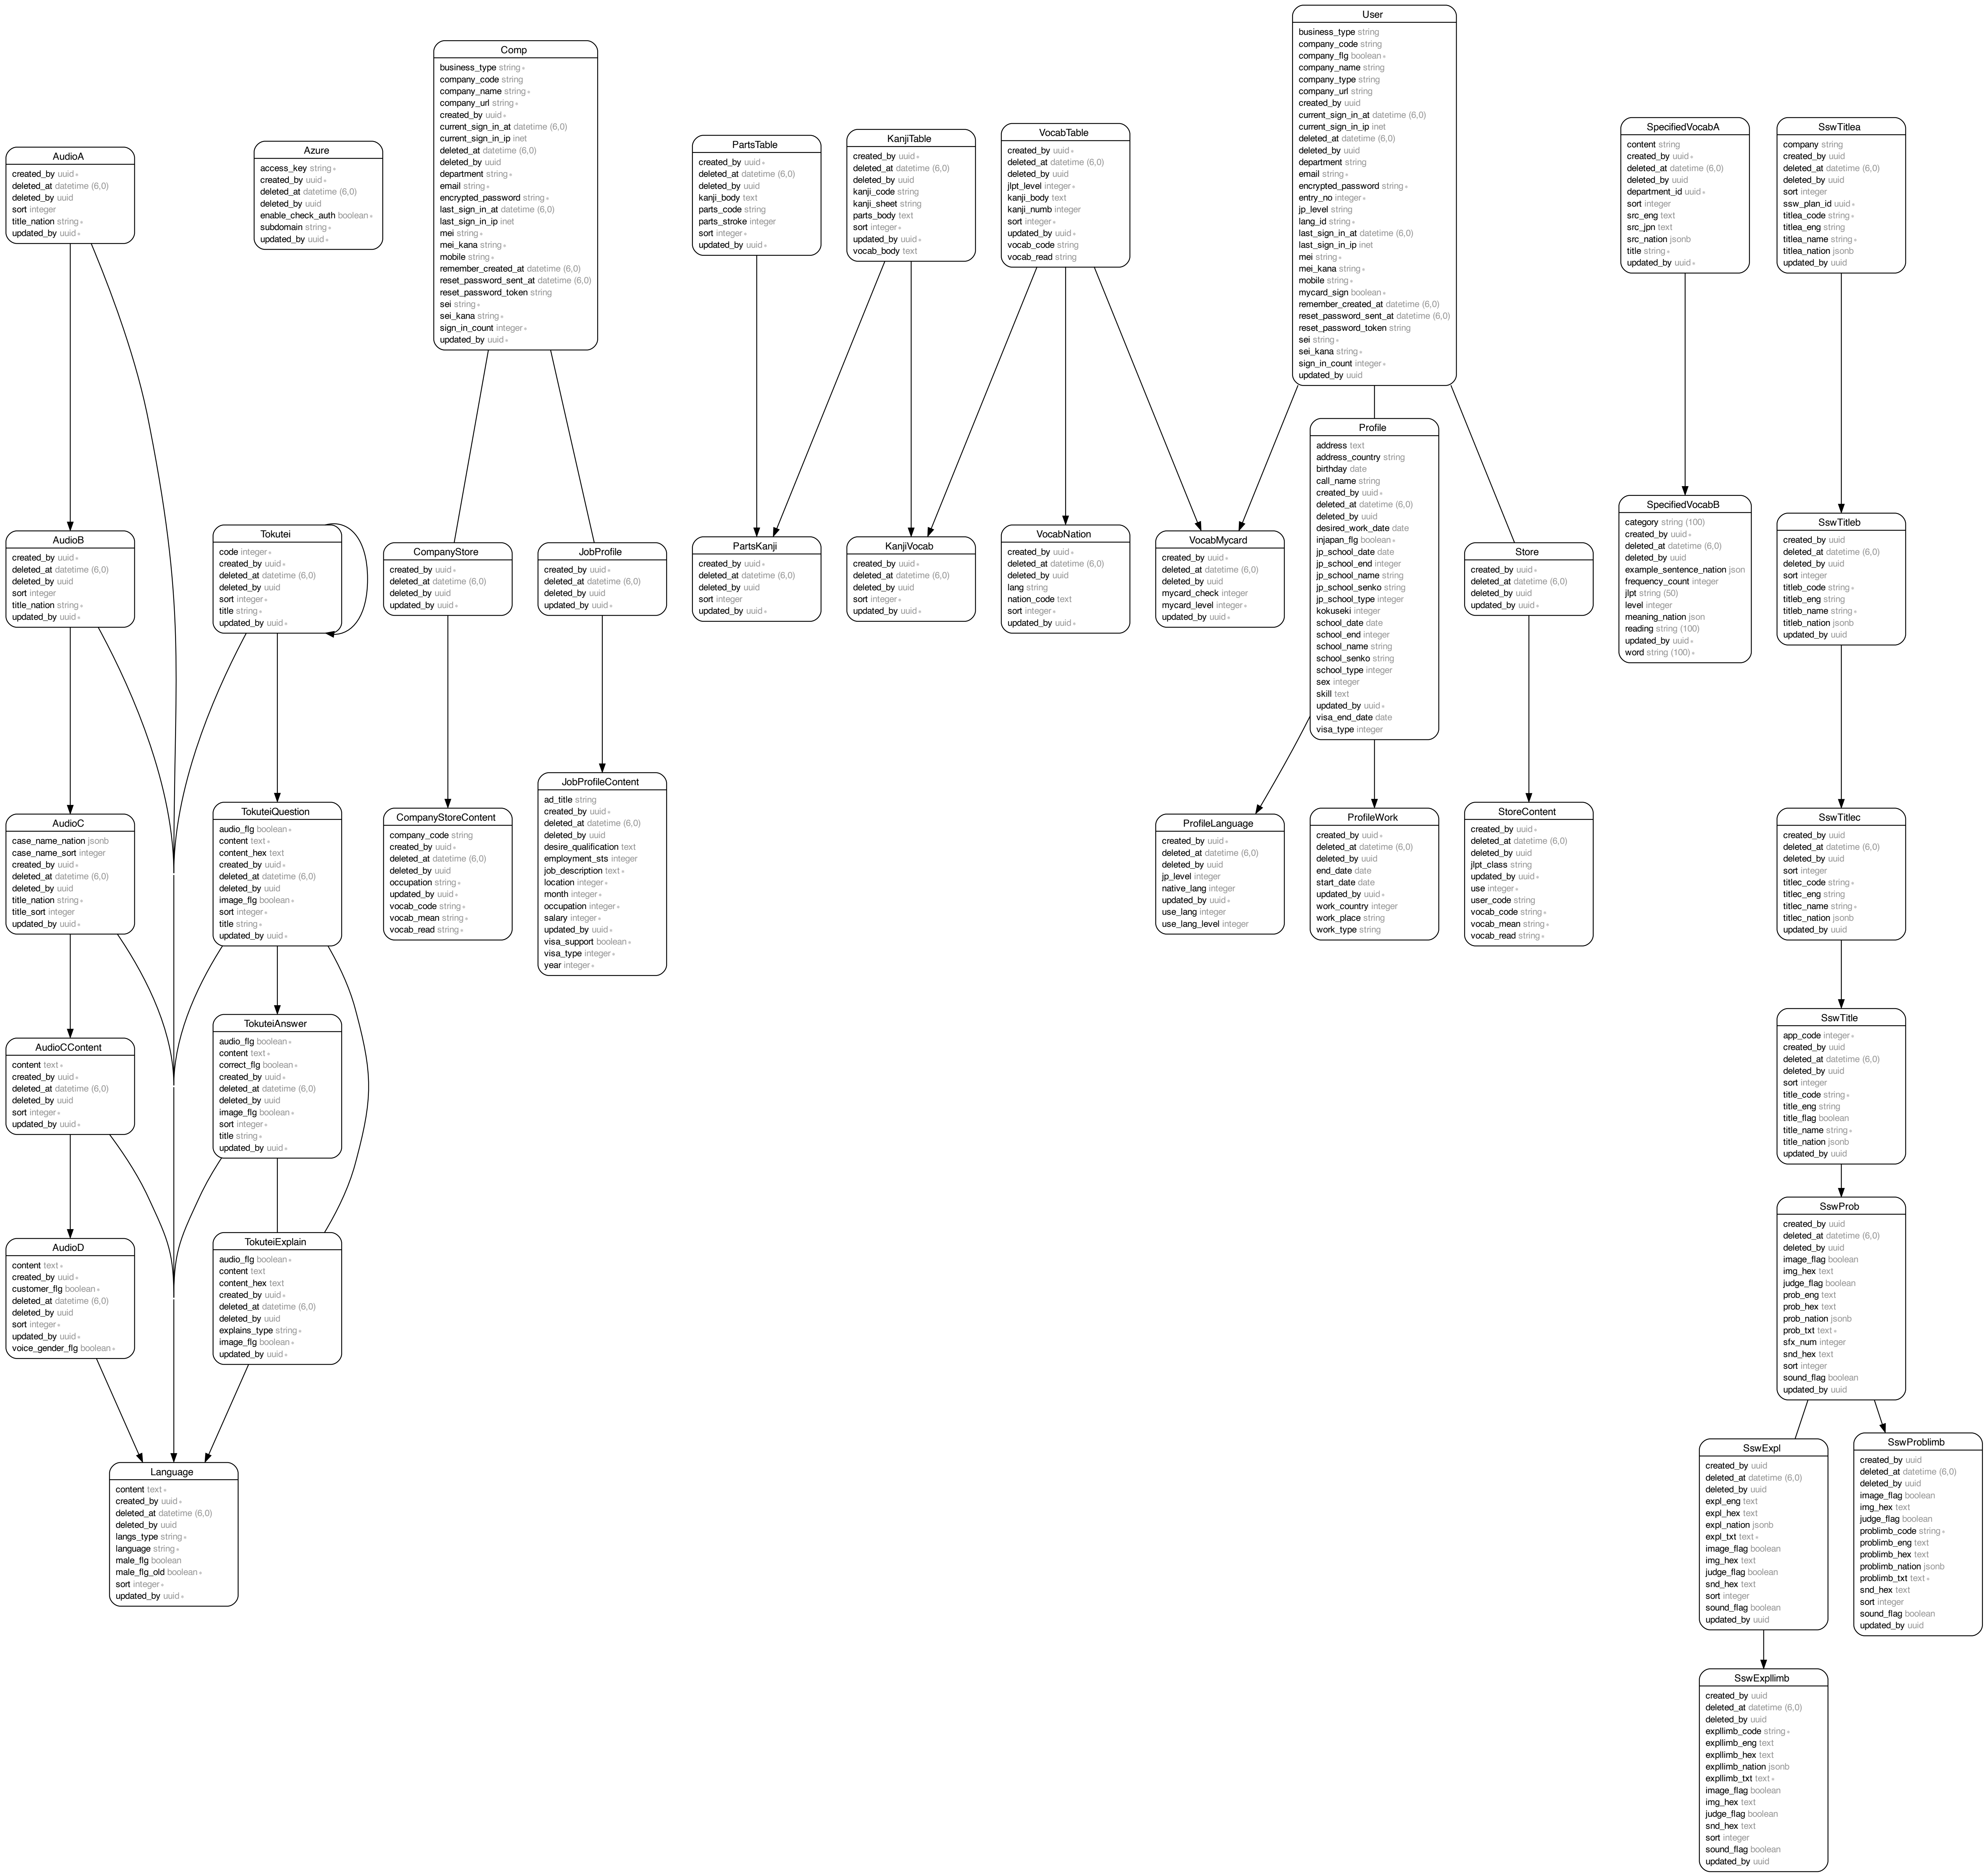 User
business_type string
company_code string
company_flg boolean ∗
company_name string
company_type string
company_url string
created_by uuid
current_sign_in_at datetime (6,0)
current_sign_in_ip inet
deleted_at datetime (6,0)
deleted_by uuid
department string
email string ∗
encrypted_password string ∗
entry_no integer ∗
jp_level string
lang_id string ∗
last_sign_in_at datetime (6,0)
last_sign_in_ip inet
mei string ∗
mei_kana string ∗
mobile string ∗
mycard_sign boolean ∗
remember_created_at datetime (6,0)
reset_password_sent_at datetime (6,0)
reset_password_token string
sei string ∗
sei_kana string ∗
sign_in_count integer ∗
updated_by uuid
Comp
business_type string ∗
company_code string
company_name string ∗
company_url string ∗
created_by uuid ∗
current_sign_in_at datetime (6,0)
current_sign_in_ip inet
deleted_at datetime (6,0)
deleted_by uuid
department string ∗
email string ∗
encrypted_password string ∗
last_sign_in_at datetime (6,0)
last_sign_in_ip inet
mei string ∗
mei_kana string ∗
mobile string ∗
remember_created_at datetime (6,0)
reset_password_sent_at datetime (6,0)
reset_password_token string
sei string ∗
sei_kana string ∗
sign_in_count integer ∗
updated_by uuid ∗
AudioA
created_by uuid ∗
deleted_at datetime (6,0)
deleted_by uuid
sort integer
title_nation string ∗
updated_by uuid ∗
Azure
access_key string ∗
created_by uuid ∗
deleted_at datetime (6,0)
deleted_by uuid
enable_check_auth boolean ∗
subdomain string ∗
updated_by uuid ∗
PartsTable
created_by uuid ∗
deleted_at datetime (6,0)
deleted_by uuid
kanji_body text
parts_code string
parts_stroke integer
sort integer ∗
updated_by uuid ∗
KanjiTable
created_by uuid ∗
deleted_at datetime (6,0)
deleted_by uuid
kanji_code string
kanji_sheet string
parts_body text
sort integer ∗
updated_by uuid ∗
vocab_body text
VocabTable
created_by uuid ∗
deleted_at datetime (6,0)
deleted_by uuid
jlpt_level integer ∗
kanji_body text
kanji_numb integer
sort integer ∗
updated_by uuid ∗
vocab_code string
vocab_read string
SpecifiedVocabA
content string
created_by uuid ∗
deleted_at datetime (6,0)
deleted_by uuid
department_id uuid ∗
sort integer
src_eng text
src_jpn text
src_nation jsonb
title string ∗
updated_by uuid ∗
SswTitlea
company string
created_by uuid
deleted_at datetime (6,0)
deleted_by uuid
sort integer
ssw_plan_id uuid ∗
titlea_code string ∗
titlea_eng string
titlea_name string ∗
titlea_nation jsonb
updated_by uuid
Profile
address text
address_country string
birthday date
call_name string
created_by uuid ∗
deleted_at datetime (6,0)
deleted_by uuid
desired_work_date date
injapan_flg boolean ∗
jp_school_date date
jp_school_end integer
jp_school_name string
jp_school_senko string
jp_school_type integer
kokuseki integer
school_date date
school_end integer
school_name string
school_senko string
school_type integer
sex integer
skill text
updated_by uuid ∗
visa_end_date date
visa_type integer
AudioB
created_by uuid ∗
deleted_at datetime (6,0)
deleted_by uuid
sort integer
title_nation string ∗
updated_by uuid ∗
Tokutei
code integer ∗
created_by uuid ∗
deleted_at datetime (6,0)
deleted_by uuid
sort integer ∗
title string ∗
updated_by uuid ∗
CompanyStore
created_by uuid ∗
deleted_at datetime (6,0)
deleted_by uuid
updated_by uuid ∗
JobProfile
created_by uuid ∗
deleted_at datetime (6,0)
deleted_by uuid
updated_by uuid ∗
PartsKanji
created_by uuid ∗
deleted_at datetime (6,0)
deleted_by uuid
sort integer
updated_by uuid ∗
KanjiVocab
created_by uuid ∗
deleted_at datetime (6,0)
deleted_by uuid
sort integer ∗
updated_by uuid ∗
VocabNation
created_by uuid ∗
deleted_at datetime (6,0)
deleted_by uuid
lang string
nation_code text
sort integer ∗
updated_by uuid ∗
VocabMycard
created_by uuid ∗
deleted_at datetime (6,0)
deleted_by uuid
mycard_check integer
mycard_level integer ∗
updated_by uuid ∗
Store
created_by uuid ∗
deleted_at datetime (6,0)
deleted_by uuid
updated_by uuid ∗
SpecifiedVocabB
category string (100)
created_by uuid ∗
deleted_at datetime (6,0)
deleted_by uuid
example_sentence_nation json
frequency_count integer
jlpt string (50)
level integer
meaning_nation json
reading string (100)
updated_by uuid ∗
word string (100) ∗
SswTitleb
created_by uuid
deleted_at datetime (6,0)
deleted_by uuid
sort integer
titleb_code string ∗
titleb_eng string
titleb_name string ∗
titleb_nation jsonb
updated_by uuid
AudioC
case_name_nation jsonb
case_name_sort integer
created_by uuid ∗
deleted_at datetime (6,0)
deleted_by uuid
title_nation string ∗
title_sort integer
updated_by uuid ∗
TokuteiQuestion
audio_flg boolean ∗
content text ∗
content_hex text
created_by uuid ∗
deleted_at datetime (6,0)
deleted_by uuid
image_flg boolean ∗
sort integer ∗
title string ∗
updated_by uuid ∗
CompanyStoreContent
company_code string
created_by uuid ∗
deleted_at datetime (6,0)
deleted_by uuid
occupation string ∗
updated_by uuid ∗
vocab_code string ∗
vocab_mean string ∗
vocab_read string ∗
JobProfileContent
ad_title string
created_by uuid ∗
deleted_at datetime (6,0)
deleted_by uuid
desire_qualification text
employment_sts integer
job_description text ∗
location integer ∗
month integer ∗
occupation integer ∗
salary integer ∗
updated_by uuid ∗
visa_support boolean ∗
visa_type integer ∗
year integer ∗
ProfileLanguage
created_by uuid ∗
deleted_at datetime (6,0)
deleted_by uuid
jp_level integer
native_lang integer
updated_by uuid ∗
use_lang integer
use_lang_level integer
ProfileWork
created_by uuid ∗
deleted_at datetime (6,0)
deleted_by uuid
end_date date
start_date date
updated_by uuid ∗
work_country integer
work_place string
work_type string
StoreContent
created_by uuid ∗
deleted_at datetime (6,0)
deleted_by uuid
jlpt_class string
updated_by uuid ∗
use integer ∗
user_code string
vocab_code string ∗
vocab_mean string ∗
vocab_read string ∗
SswTitlec
created_by uuid
deleted_at datetime (6,0)
deleted_by uuid
sort integer
titlec_code string ∗
titlec_eng string
titlec_name string ∗
titlec_nation jsonb
updated_by uuid
AudioCContent
content text ∗
created_by uuid ∗
deleted_at datetime (6,0)
deleted_by uuid
sort integer ∗
updated_by uuid ∗
TokuteiAnswer
audio_flg boolean ∗
content text ∗
correct_flg boolean ∗
created_by uuid ∗
deleted_at datetime (6,0)
deleted_by uuid
image_flg boolean ∗
sort integer ∗
title string ∗
updated_by uuid ∗
SswTitle
app_code integer ∗
created_by uuid
deleted_at datetime (6,0)
deleted_by uuid
sort integer
title_code string ∗
title_eng string
title_flag boolean
title_name string ∗
title_nation jsonb
updated_by uuid
AudioD
content text ∗
created_by uuid ∗
customer_flg boolean ∗
deleted_at datetime (6,0)
deleted_by uuid
sort integer ∗
updated_by uuid ∗
voice_gender_flg boolean ∗
TokuteiExplain
audio_flg boolean ∗
content text
content_hex text
created_by uuid ∗
deleted_at datetime (6,0)
deleted_by uuid
explains_type string ∗
image_flg boolean ∗
updated_by uuid ∗
SswProb
created_by uuid
deleted_at datetime (6,0)
deleted_by uuid
image_flag boolean
img_hex text
judge_flag boolean
prob_eng text
prob_hex text
prob_nation jsonb
prob_txt text ∗
sfx_num integer
snd_hex text
sort integer
sound_flag boolean
updated_by uuid
Language
content text ∗
created_by uuid ∗
deleted_at datetime (6,0)
deleted_by uuid
langs_type string ∗
language string ∗
male_flg boolean
male_flg_old boolean ∗
sort integer ∗
updated_by uuid ∗
SswExpl
created_by uuid
deleted_at datetime (6,0)
deleted_by uuid
expl_eng text
expl_hex text
expl_nation jsonb
expl_txt text ∗
image_flag boolean
img_hex text
judge_flag boolean
snd_hex text
sort integer
sound_flag boolean
updated_by uuid
SswProblimb
created_by uuid
deleted_at datetime (6,0)
deleted_by uuid
image_flag boolean
img_hex text
judge_flag boolean
problimb_code string ∗
problimb_eng text
problimb_hex text
problimb_nation jsonb
problimb_txt text ∗
snd_hex text
sort integer
sound_flag boolean
updated_by uuid
SswExpllimb
created_by uuid
deleted_at datetime (6,0)
deleted_by uuid
expllimb_code string ∗
expllimb_eng text
expllimb_hex text
expllimb_nation jsonb
expllimb_txt text ∗
image_flag boolean
img_hex text
judge_flag boolean
snd_hex text
sort integer
sound_flag boolean
updated_by uuid